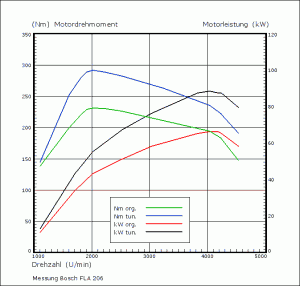 (Nm) Motordrehmoment Motorleistung (kW)
350 120
300 100
250 80
200
150 60
100 40
50 20
0 0
1000 2000 3000 4000 5000
Nm org.
Nm tun.
kW org.
kW tun.
Drehzahl (U/min)
Messung Bosch FLA 206